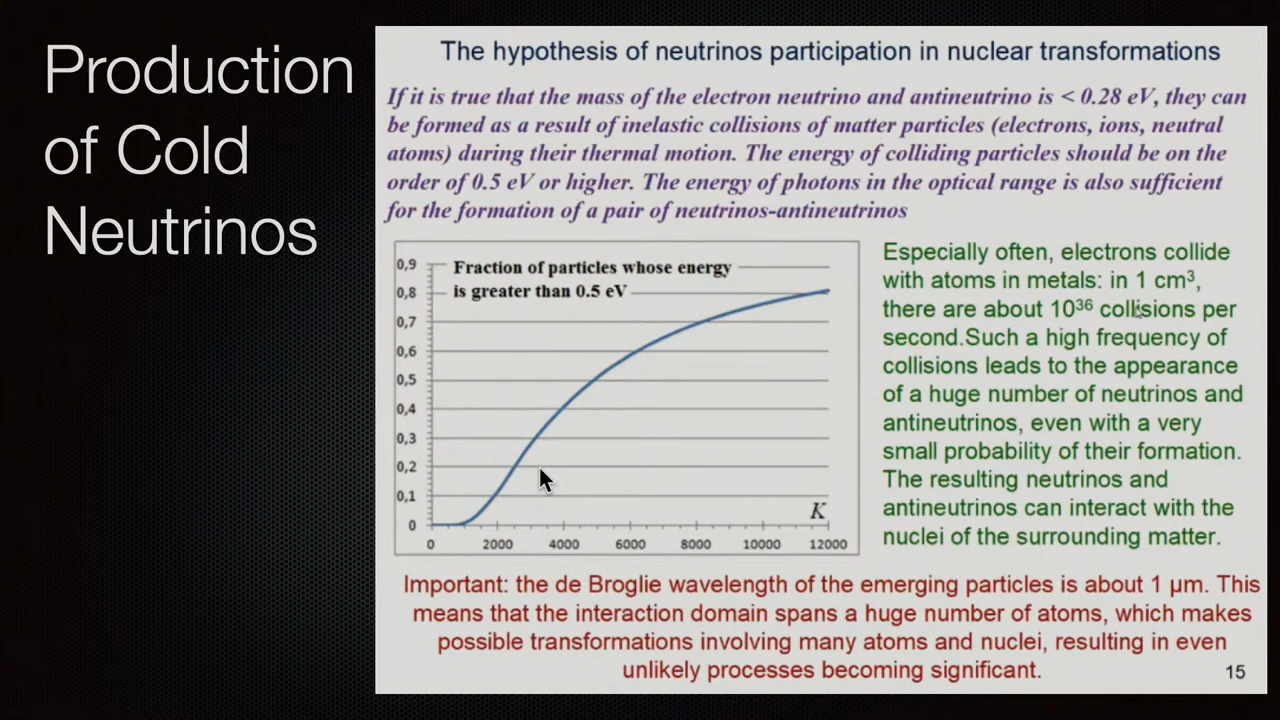 Production
of Cold
Neutrinos
The hypothesis of neutrinos participation in nuclear transformations
If it is true that the mass of the electron neutrino and antineutrino is < 0.28 eV, they can
be formed as a result of inelastic collisions of matter particles (electrons, ions, neutral
atoms) during their thermal motion. The energy of colliding particles should be on the
order of 0.5 eV or higher. The energy of photons in the optical range is also sufficient
for the formation of a pair of neutrinos-antineutrinos
Fraction of particles whose energy
is greater than 0.5 eV
0,9
0,8
0,7
0,6
0,5
0,4
0,3
0,2
0,1
0
K
0 2000 4000 6000 8000 10000 12000
Especially often, electrons collide
with atoms in metals: in 1 cm³,
there are about 10³⁶ collisions per
second.Such a high frequency of
collisions leads to the appearance
of a huge number of neutrinos and
antineutrinos, even with a very
small probability of their formation.
The resulting neutrinos and
antineutrinos can interact with the
nuclei of the surrounding matter.
Important: the de Broglie wavelength of the emerging particles is about 1 μm. This
means that the interaction domain spans a huge number of atoms, which makes
possible transformations involving many atoms and nuclei, resulting in even
unlikely processes becoming significant.
15